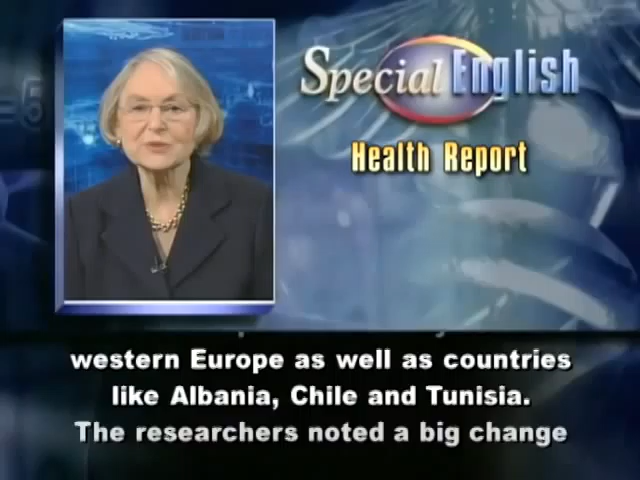 Special English
Health Report
western Europe as well as countries
like Albania, Chile and Tunisia.
The researchers noted a big change